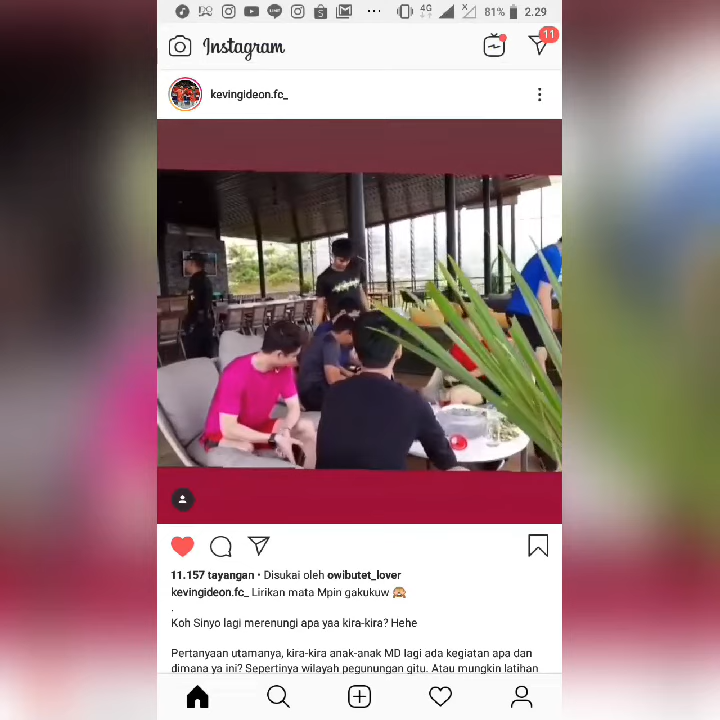 4G
81%
2.29
Instagram
11
kevingideon.fc_
11.157 tayangan • Disukai oleh owibutet_lover
kevingideon.fc_ Lirikan mata Mpin gakukuw 🙈
.
Koh Sinyo lagi merenungi apa yaa kira-kira? Hehe
Pertanyaan utamanya, kira-kira anak-anak MD lagi ada kegiatan apa dan
dimana ya ini? Sepertinya wilayah pegunungan gitu. Atau mungkin latihan